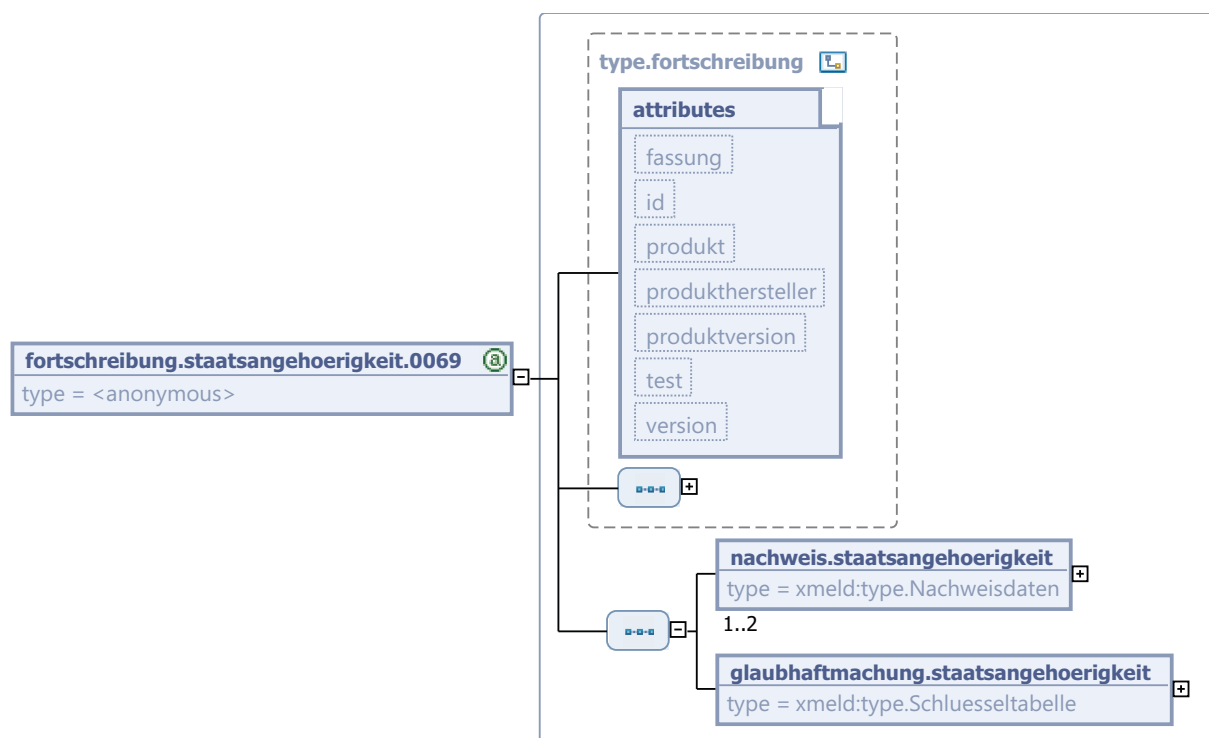 type.fortschreibung
attributes
fassung
id
produkt
produkthersteller
produktversion
test
version
fortschreibung.staatsangehoerigkeit.0069 a
type = <anonymous>
nachweis.staatsangehoerigkeit
type = xmeld:type.Nachweisdaten
1..2
glaubhaftmachung.staatsangehoerigkeit
type = xmeld:type.Schluesseltabelle